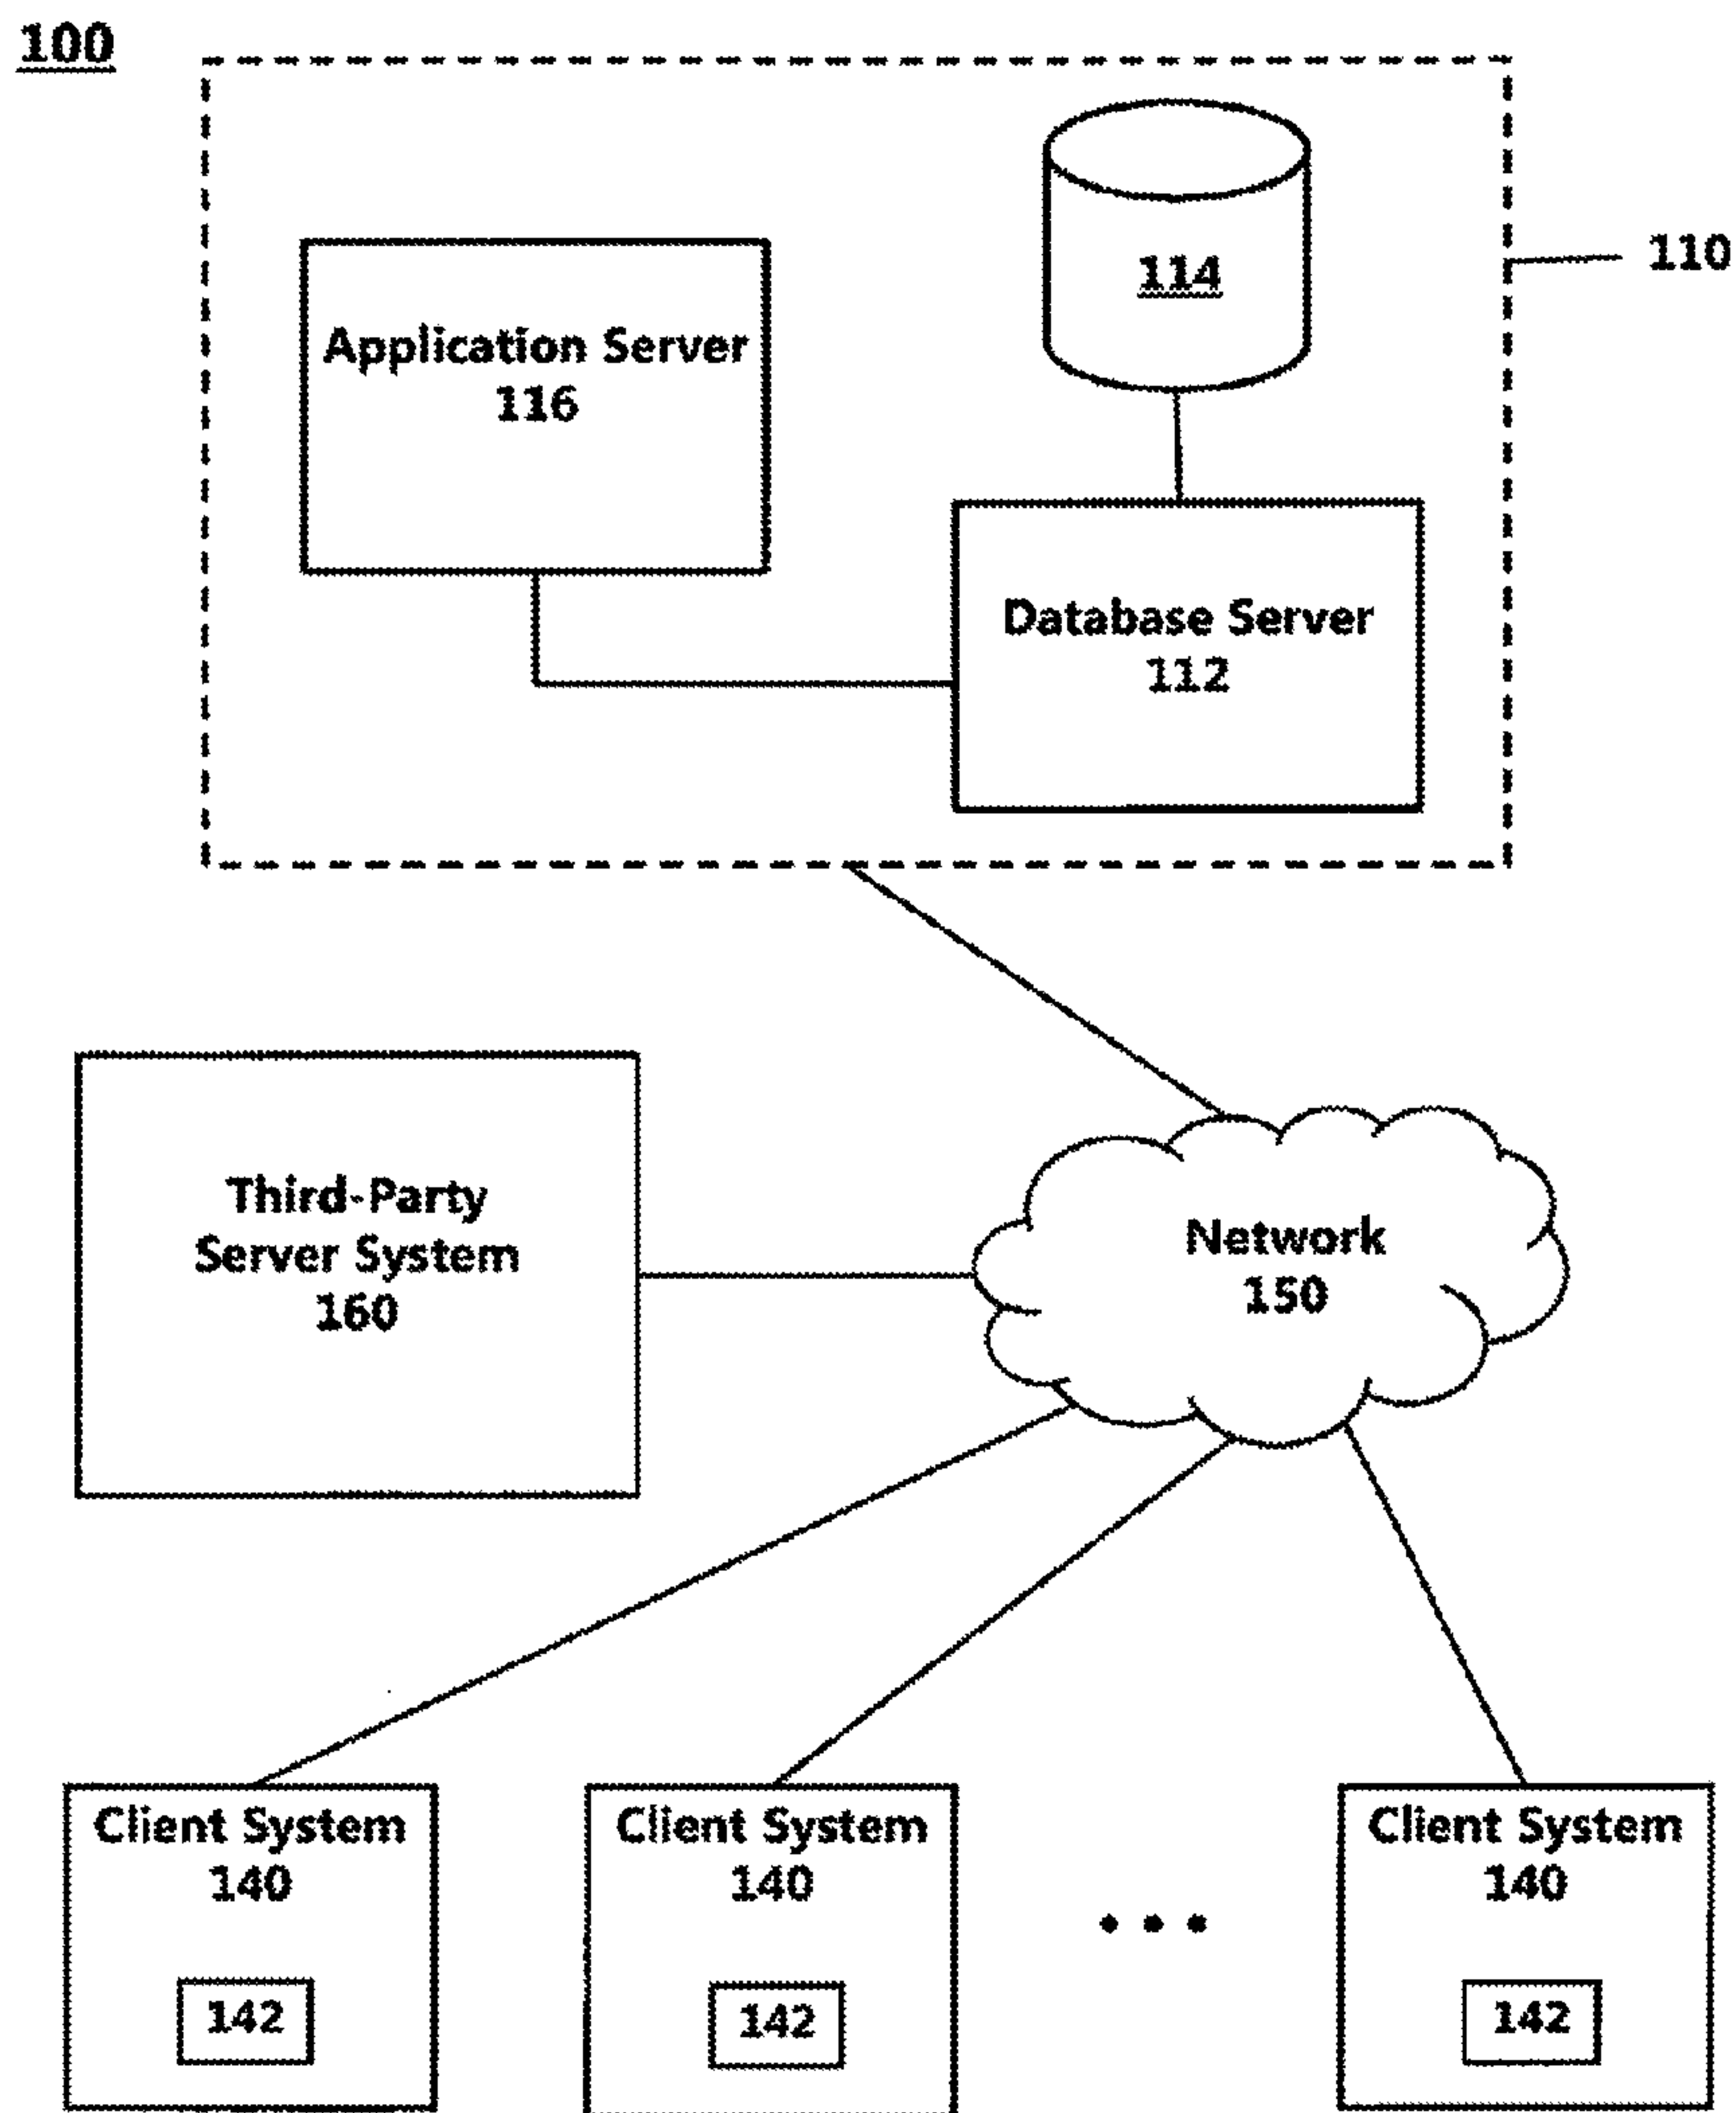 100
114
110
Application Server
116
Database Server
112
Third-Party
Server System
160
Network
150
Client System
140
142
Client System
140
142
Client System
140
142